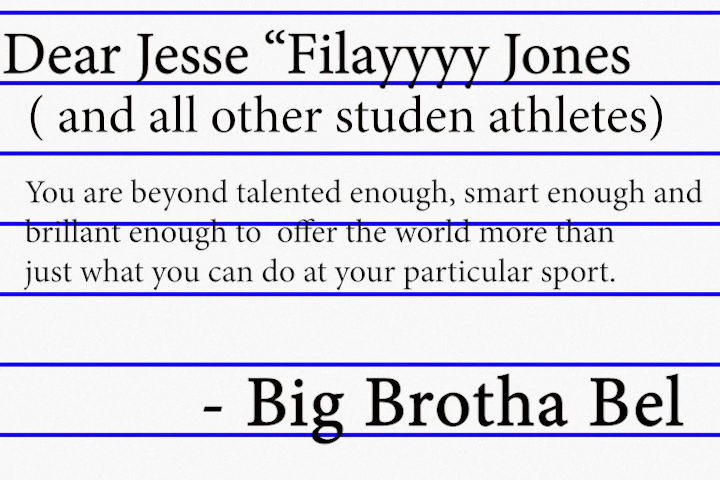 Dear Jesse “Filayyyy Jones
( and all other studen athletes)
You are beyond talented enough, smart enough and
brillant enough to offer the world more than
just what you can do at your particular sport.
- Big Brotha Bel